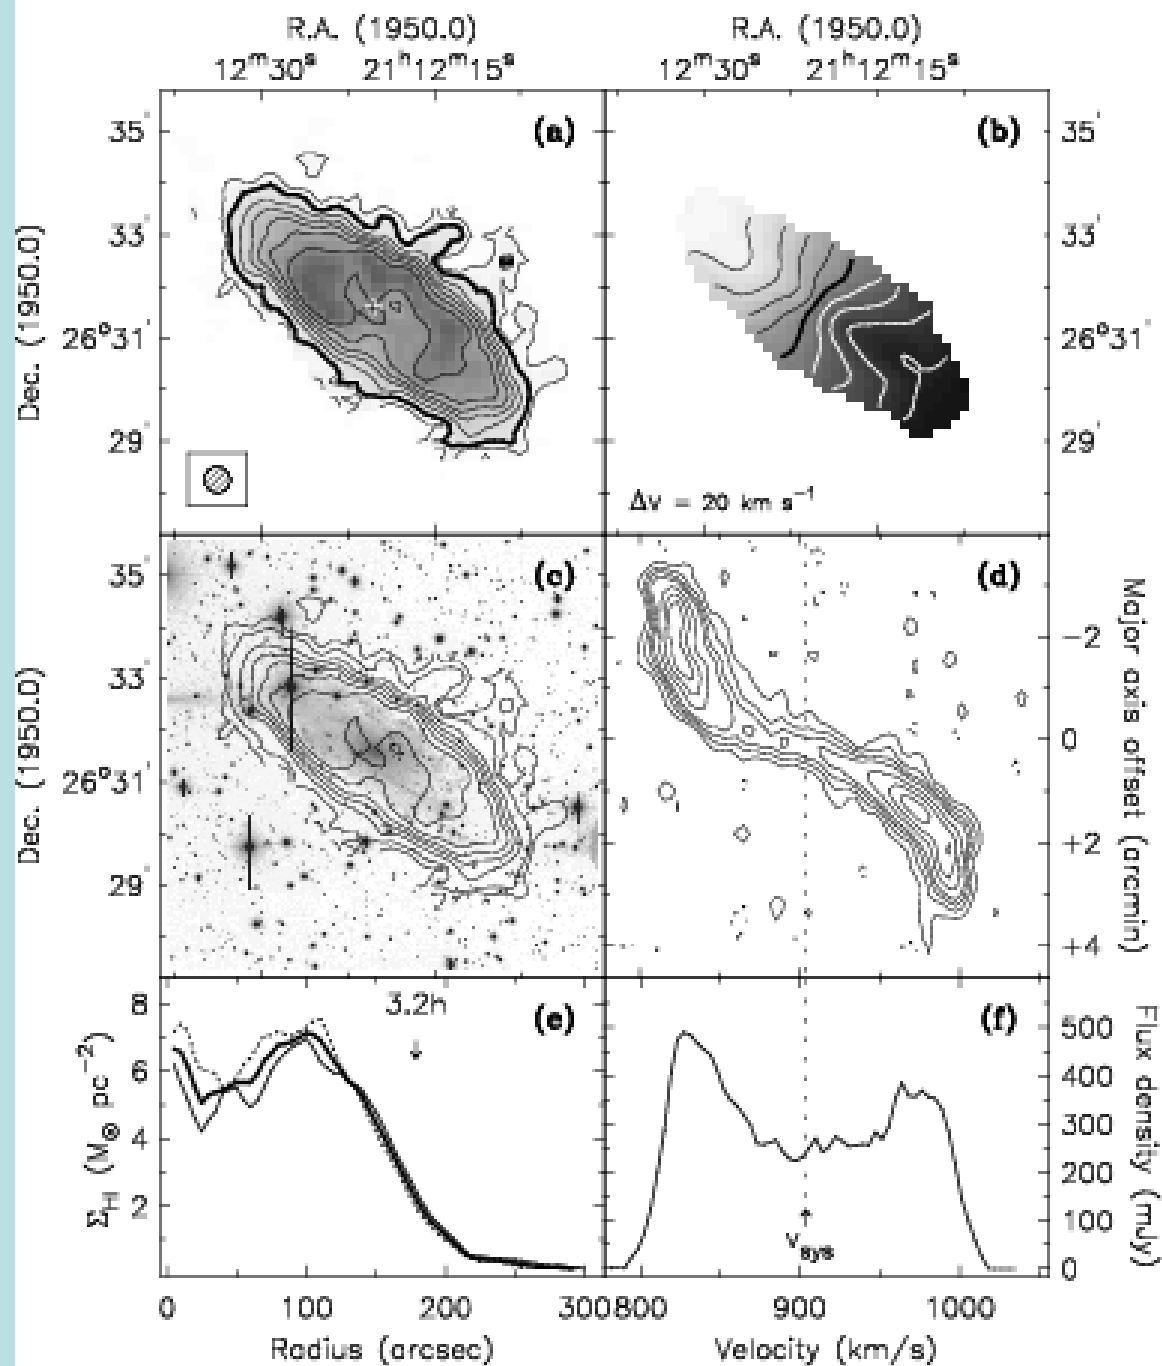 R.A. (1950.0) R.A. (1950.0)
12ᵐ30ˢ 21ʰ12ᵐ15ˢ 12ᵐ30ˢ 21ʰ12ᵐ15ˢ
35' (a) (b) 35'
33' 33'
Dec. (1950.0)
26°31' 26°31'
29' 29'
Δv = 20 km s⁻¹
35' (c) (d)
−2
33'
0
Dec. (1950.0)
26°31'
Major axis offset (arcmin)
+2
29'
+4
8 3.2h (e) (f) 500
6 400
4 300
2 200
100
0
Σ_HI (M⊙ pc⁻²)
v_sys
Flux density (mJy)
0 100 200 300 800 900 1000
Radius (arcsec) Velocity (km/s)